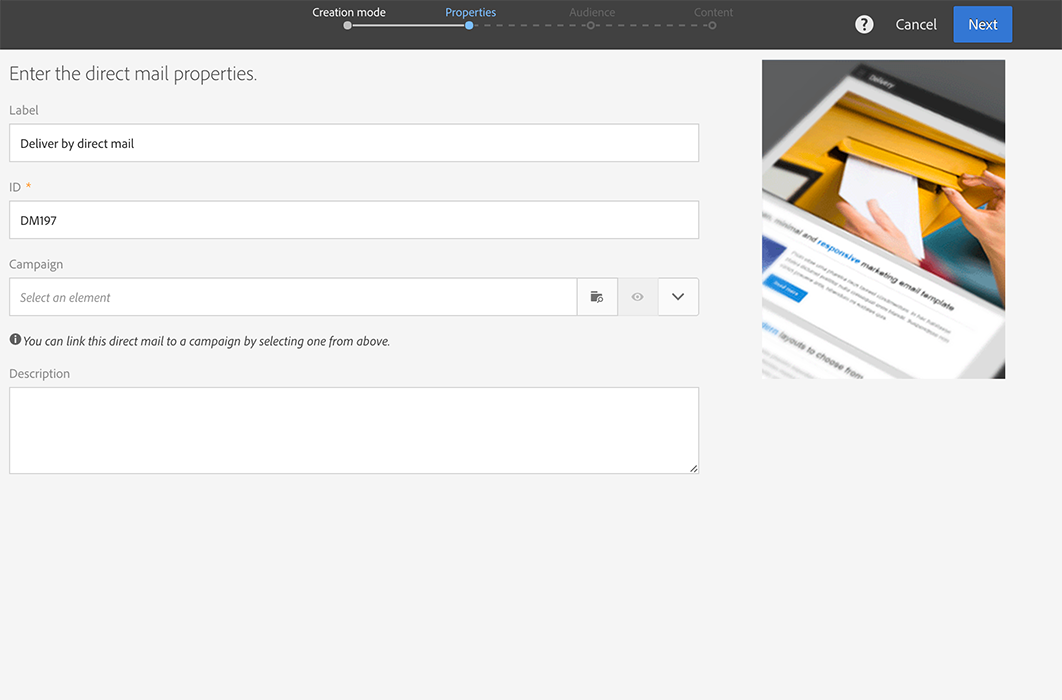 Creation mode
Properties
Audience
Content
Cancel
Next
Enter the direct mail properties.
Label
Deliver by direct mail
ID *
DM197
Campaign
Select an element
You can link this direct mail to a campaign by selecting one from above.
Description
Delivery
minimal and responsive marketing email template
Read more
layouts to choose from